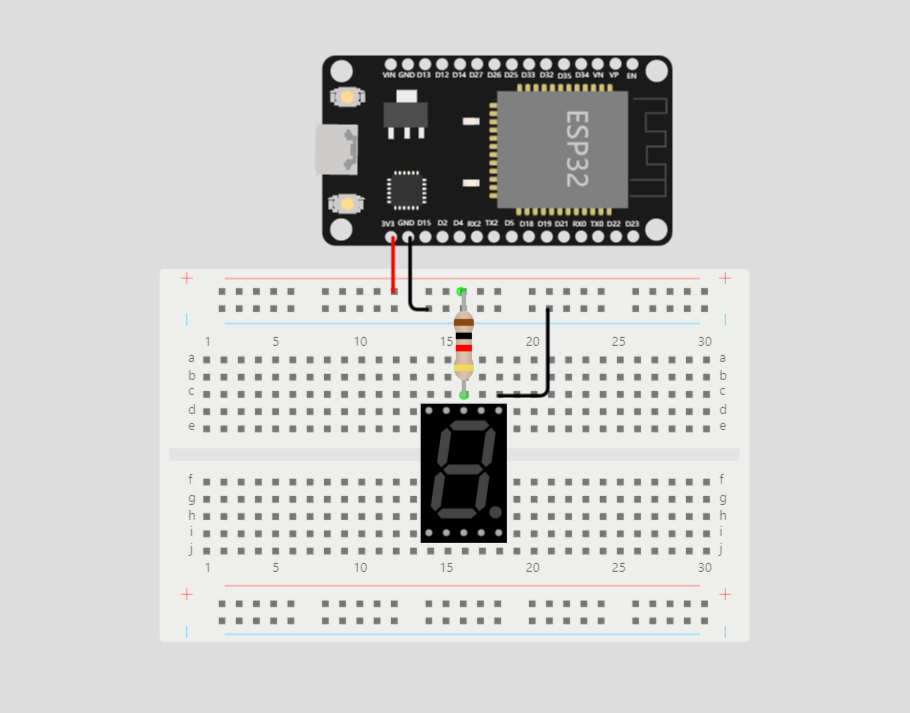 VIN GND D13 D12 D14 D27 D26 D25 D33 D32 D35 D34 VN VP EN
ESP32
3V3 GND D15 D2 D4 RX2 TX2 D5 D18 D19 D21 RX0 TX0 D22 D23
+ +
1 5 10 15 20 25 30
a a
b b
c c
d d
e e
f f
g g
h h
i i
j j
1 5 10 15 20 25 30
+ +